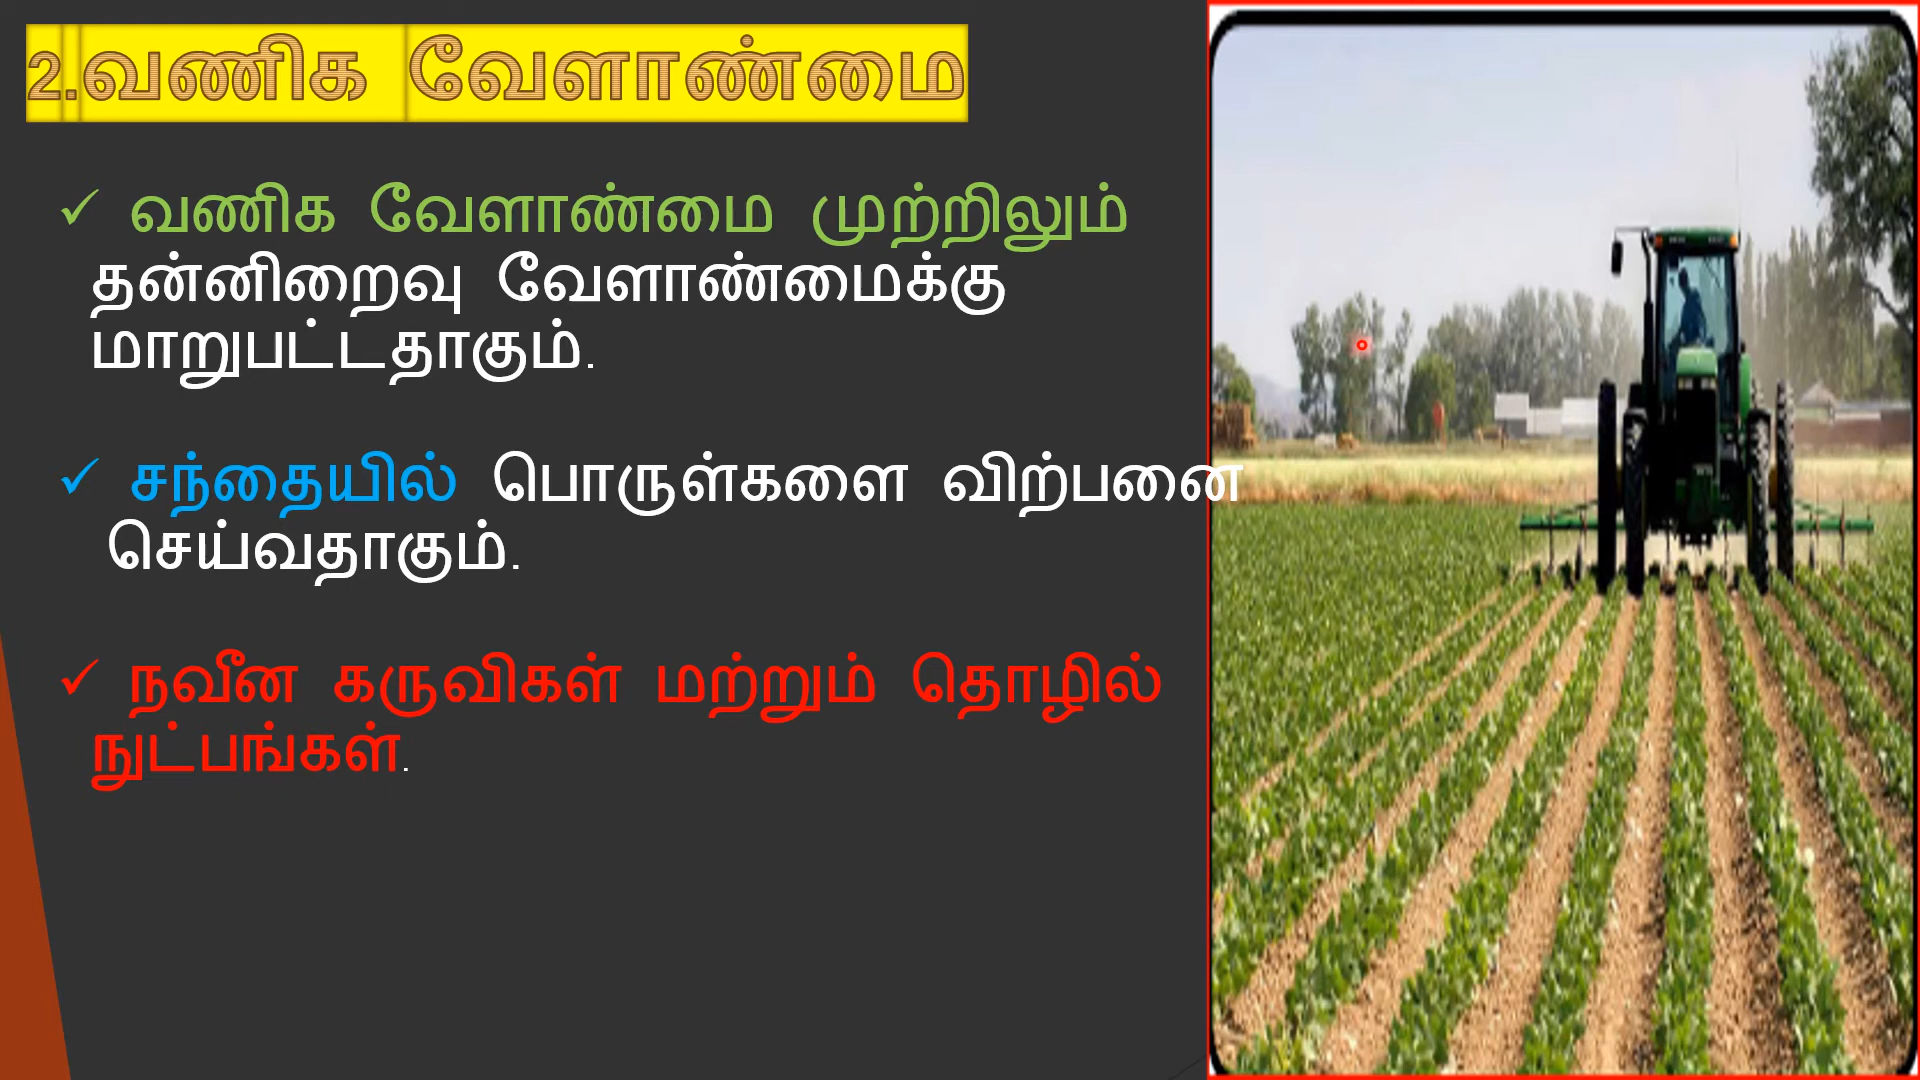 2.வணிக வேளாண்மை
✓ வணிக வேளாண்மை முற்றிலும்
தன்னிறைவு வேளாண்மைக்கு
மாறுபட்டதாகும்.
✓ சந்தையில் பொருள்களை விற்பனை
செய்வதாகும்.
✓ நவீன கருவிகள் மற்றும் தொழில்
நுட்பங்கள்.